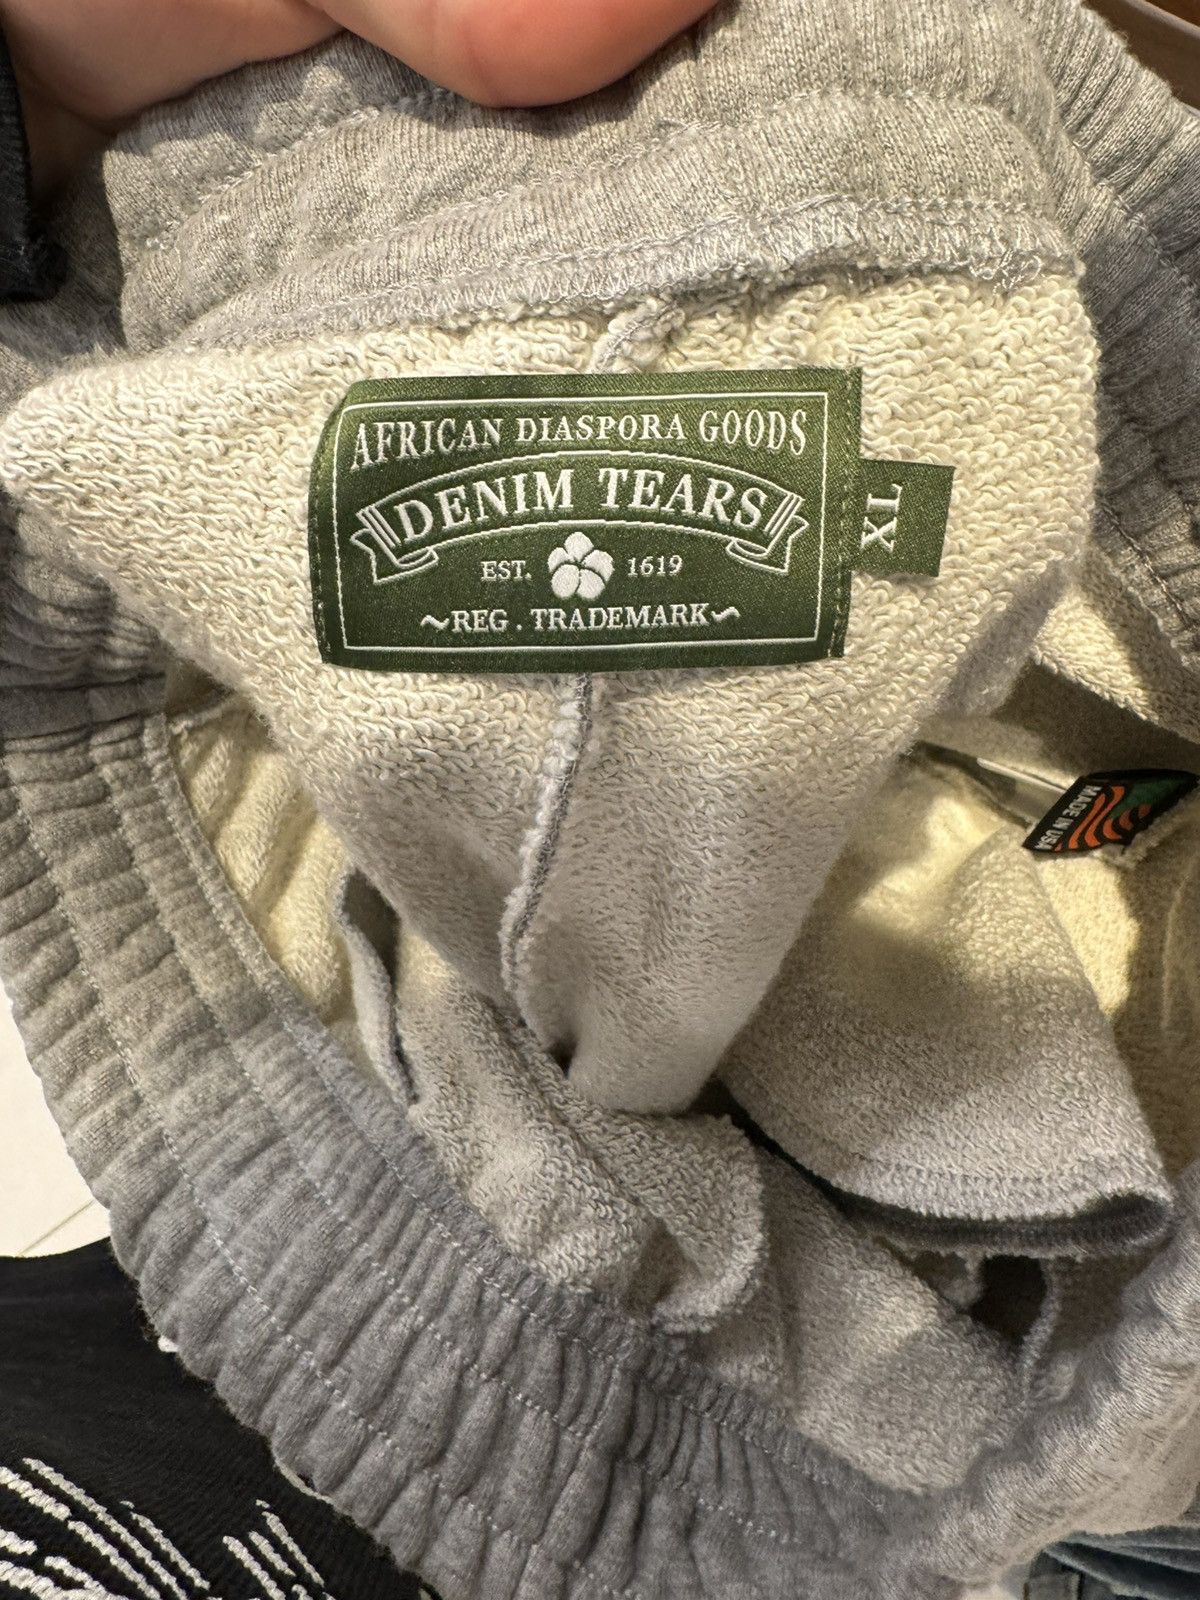 AFRICAN DIASPORA GOODS
DENIM TEARS
EST. 1619
~REG. TRADEMARK~
XL
MADE IN USA